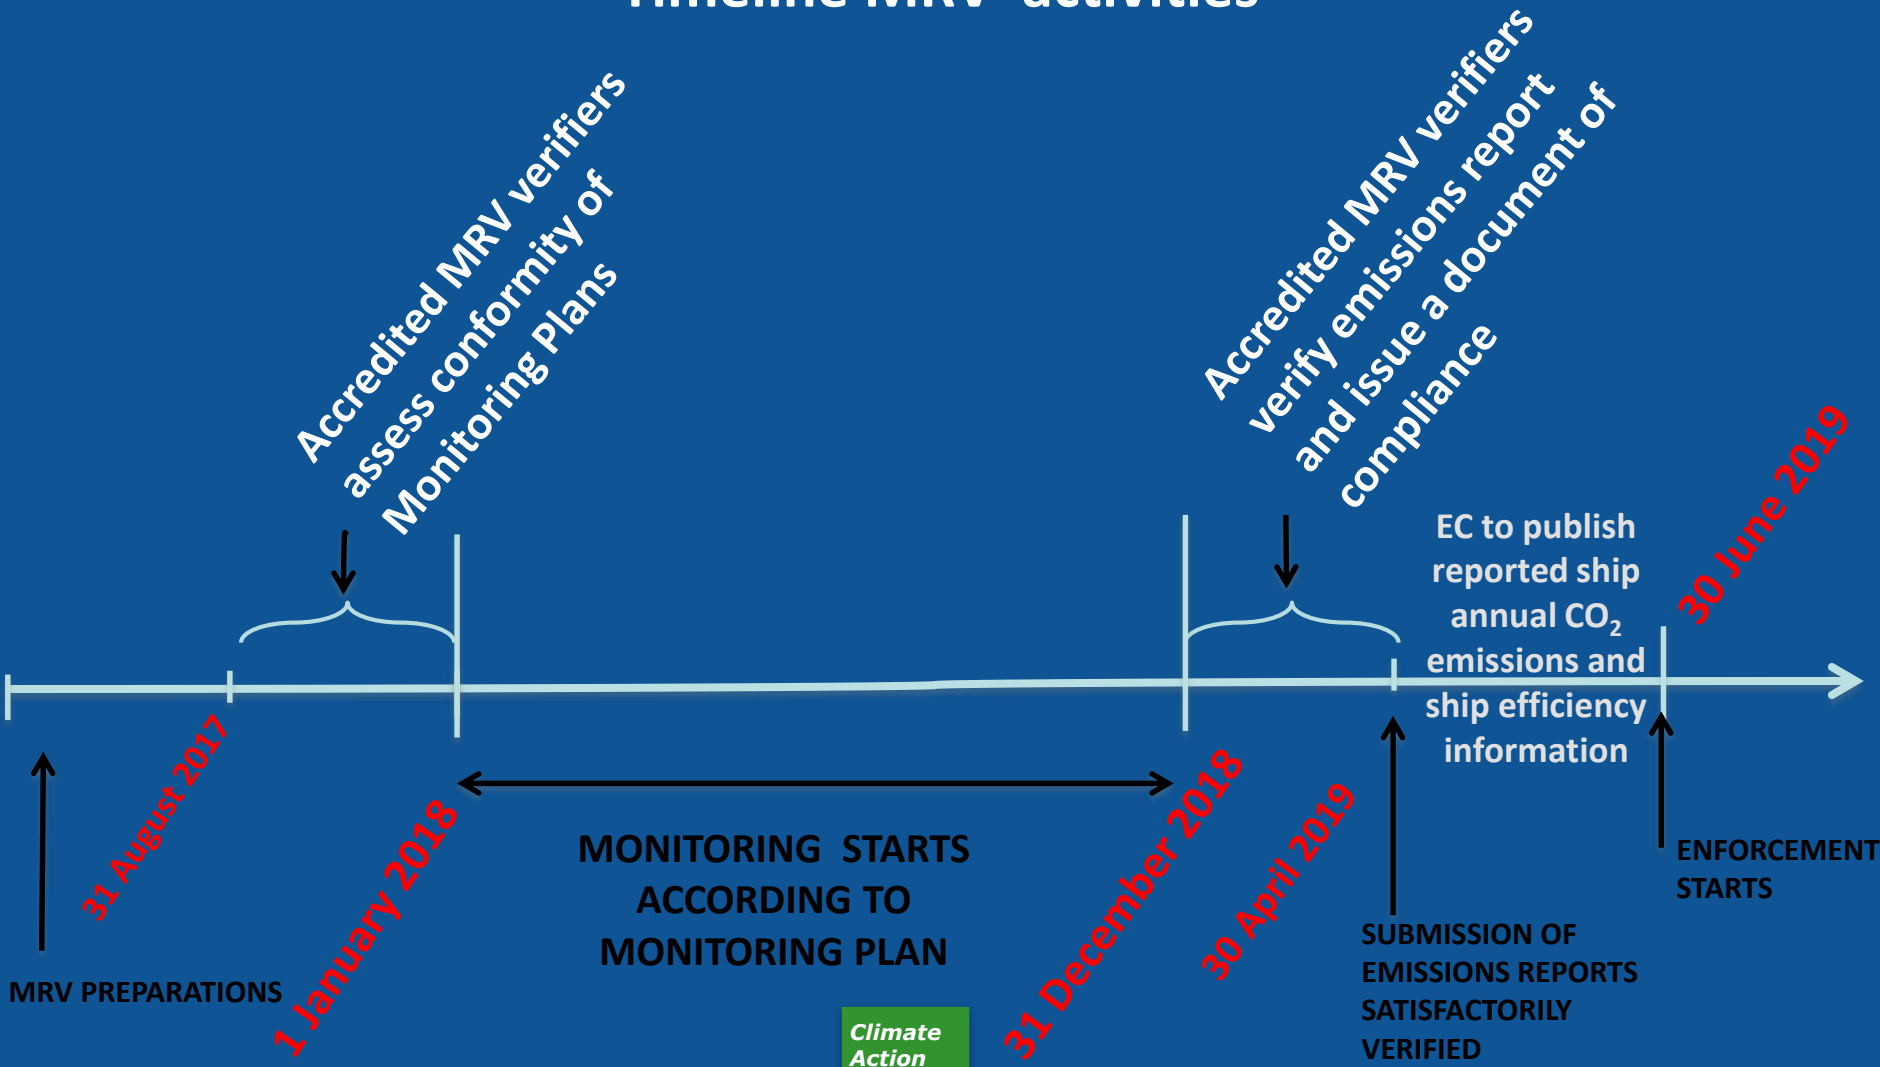 Timeline MRV activities
Accredited MRV verifiers
assess conformity of
Monitoring Plans
Accredited MRV verifiers
verify emissions report
and issue a document of
compliance
EC to publish
reported ship
annual CO₂
emissions and
ship efficiency
information
30 June 2019
31 August 2017
1 January 2018
31 December 2018
30 April 2019
MONITORING STARTS
ACCORDING TO
MONITORING PLAN
MRV PREPARATIONS
ENFORCEMENT
STARTS
SUBMISSION OF
EMISSIONS REPORTS
SATISFACTORILY
VERIFIED
Climate
Action